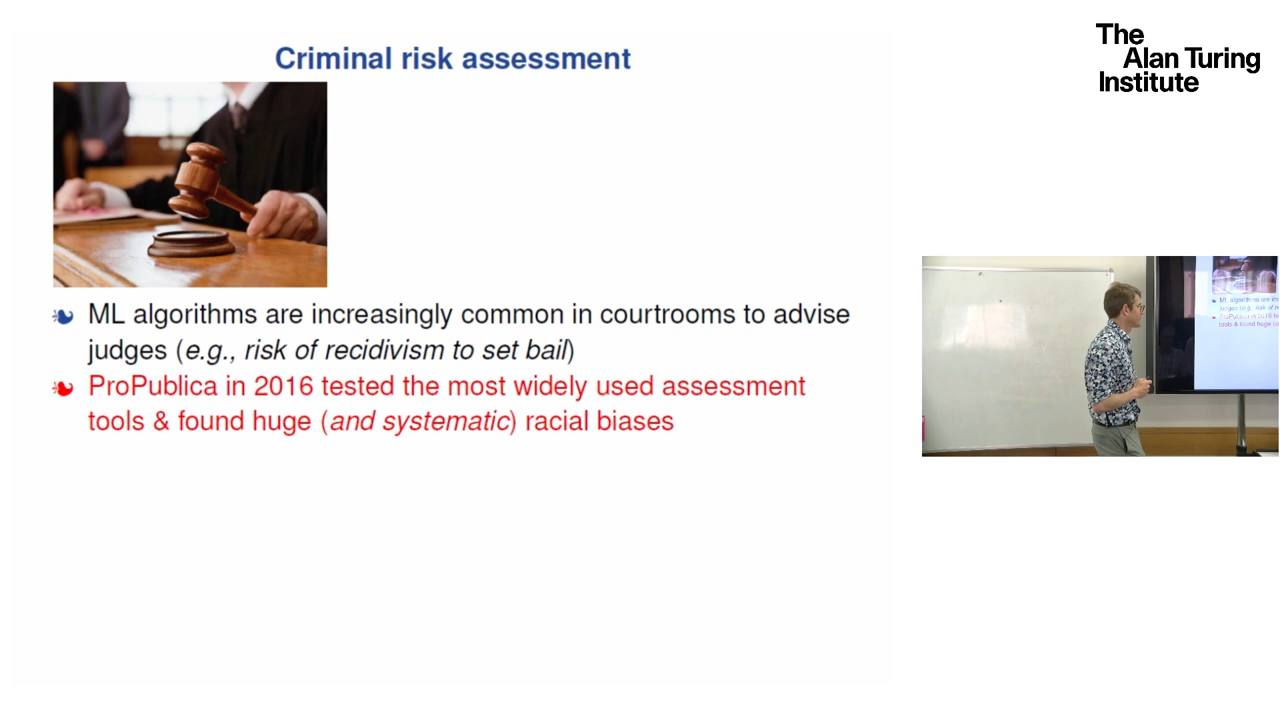 Criminal risk assessment
ML algorithms are increasingly common in courtrooms to advise
judges (e.g., risk of recidivism to set bail)
ProPublica in 2016 tested the most widely used assessment
tools & found huge (and systematic) racial biases
The
Alan Turing
Institute